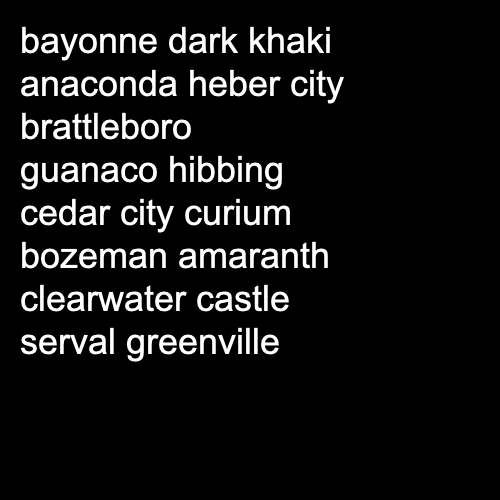 bayonne dark khaki
anaconda heber city
brattleboro
guanaco hibbing
cedar city curium
bozeman amaranth
clearwater castle
serval greenville